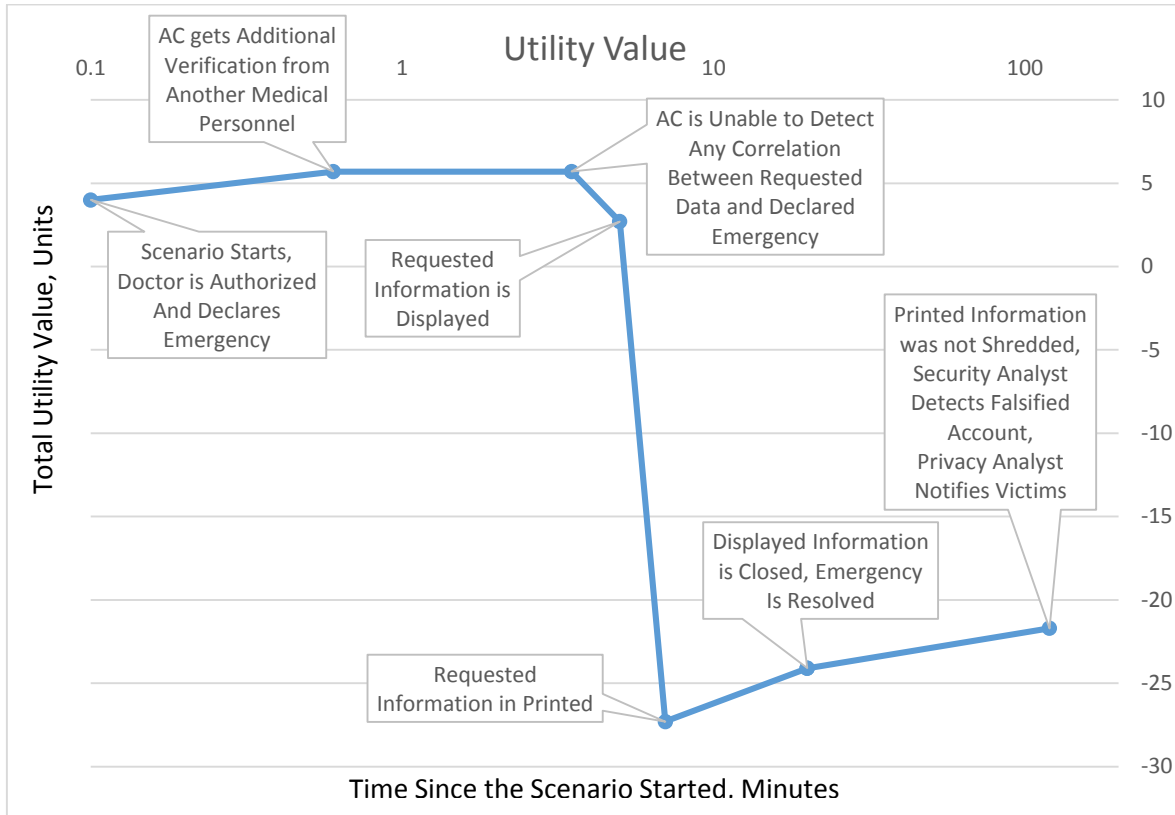 Utility Value
0.1
1
10
100
AC gets Additional
Verification from
Another Medical
Personnel
10
5
0
-5
-10
-15
-20
-25
-30
AC is Unable to Detect
Any Correlation
Between Requested
Data and Declared
Emergency
Scenario Starts,
Doctor is Authorized
And Declares
Emergency
Requested
Information is
Displayed
Printed Information
was not Shredded,
Security Analyst
Detects Falsified
Account,
Privacy Analyst
Notifies Victims
Displayed Information
is Closed, Emergency
Is Resolved
Requested
Information in Printed
Total Utility Value, Units
Time Since the Scenario Started. Minutes